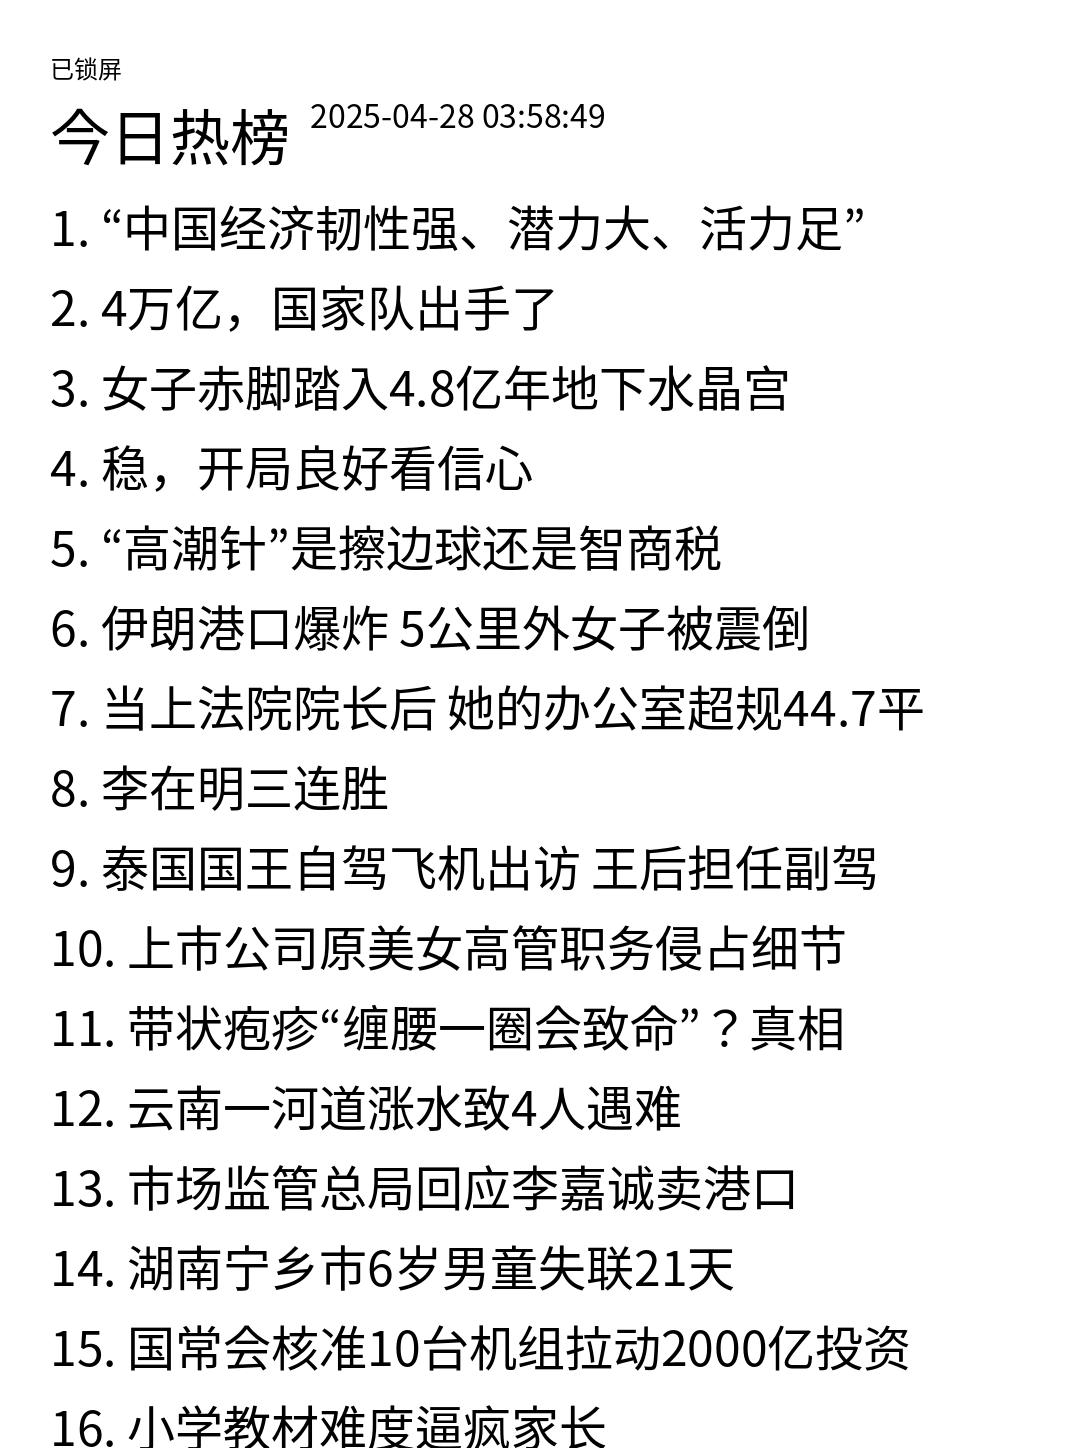 已锁屏
今日热榜 2025-04-28 03:58:49
1. “中国经济韧性强、潜力大、活力足”
2. 4万亿，国家队出手了
3. 女子赤脚踏入4.8亿年地下水晶宫
4. 稳，开局良好看信心
5. “高潮针”是擦边球还是智商税
6. 伊朗港口爆炸 5公里外女子被震倒
7. 当上法院院长后 她的办公室超规44.7平
8. 李在明三连胜
9. 泰国国王自驾飞机出访 王后担任副驾
10. 上市公司原美女高管职务侵占细节
11. 带状疱疹“缠腰一圈会致命”？真相
12. 云南一河道涨水致4人遇难
13. 市场监管总局回应李嘉诚卖港口
14. 湖南宁乡市6岁男童失联21天
15. 国常会核准10台机组拉动2000亿投资
16. 小学教材难度逼疯家长